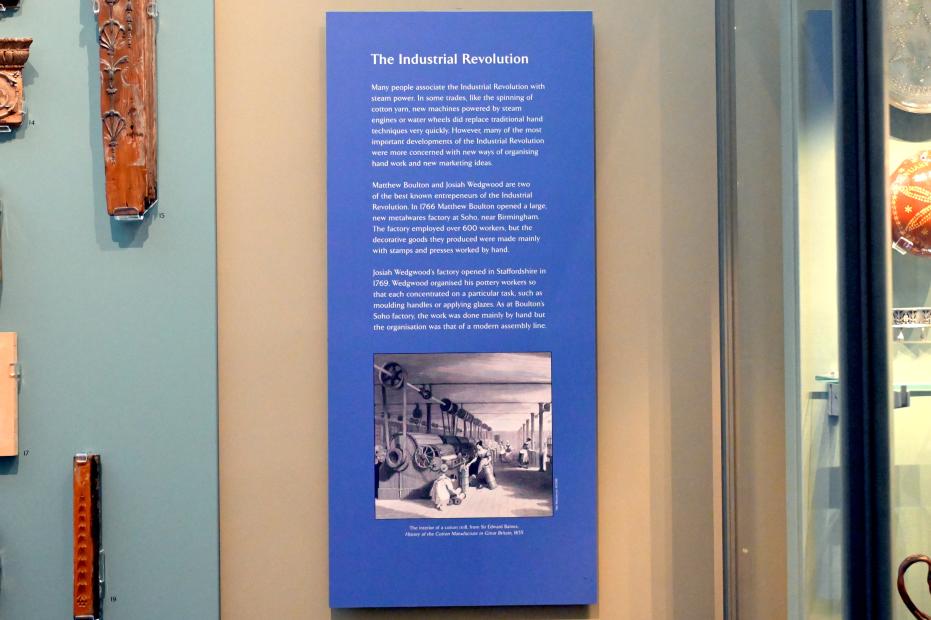 The Industrial Revolution
Many people associate the Industrial Revolution with
steam power. In some trades, like the spinning of
cotton yarn, new machines powered by steam
engines or water wheels did replace traditional hand
techniques very quickly. However, many of the most
important developments of the Industrial Revolution
were more concerned with new ways of organising
hand work and new marketing ideas.
Matthew Boulton and Josiah Wedgwood are two
of the best known entrepeneurs of the Industrial
Revolution. In 1766 Matthew Boulton opened a large,
new metalwares factory at Soho, near Birmingham.
The factory employed over 600 workers, but the
decorative goods they produced were made mainly
with stamps and presses worked by hand.
Josiah Wedgwood's factory opened in Staffordshire in
1769. Wedgwood organised his pottery workers so
that each concentrated on a particular task, such as
moulding handles or applying glazes. As at Boulton's
Soho factory, the work was done mainly by hand but
the organisation was that of a modern assembly line.
The interior of a cotton mill, from Sir Edward Baines,
History of the Cotton Manufacture in Great Britain, 1835
14
15
17
19